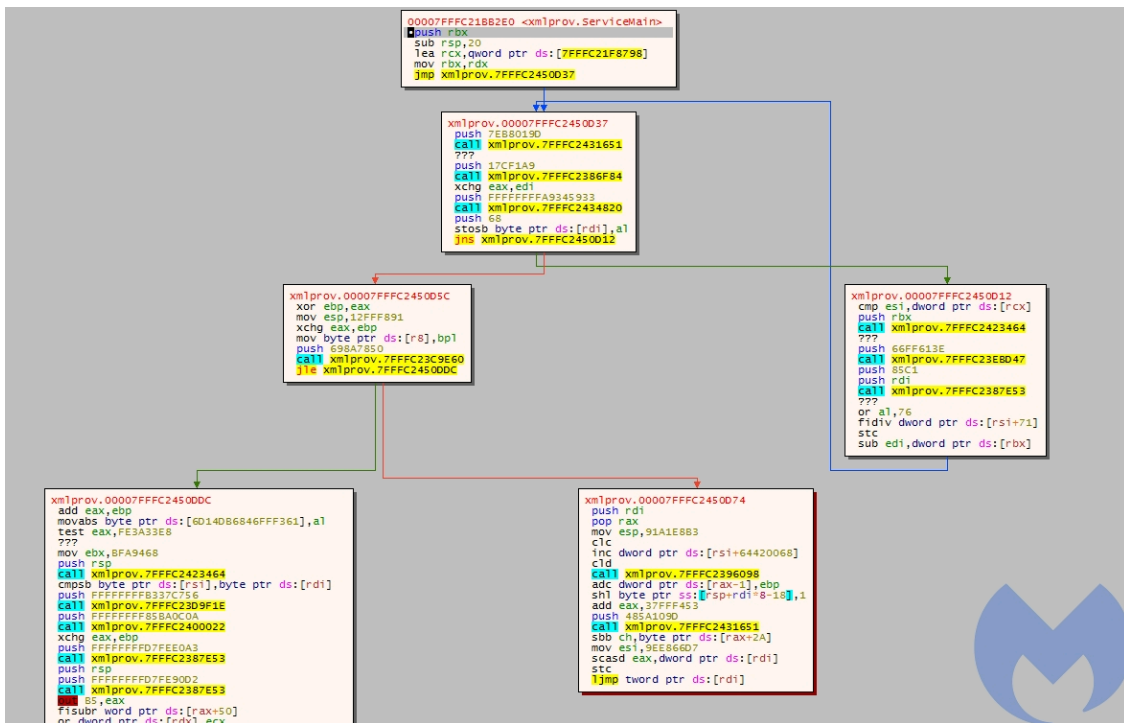 00007FFFC21BB2E0 <xmlprov.ServiceMain>
push rbx
sub rsp,20
lea rcx,qword ptr ds:[7FFFC21F8798]
mov rbx,rdx
jmp xmlprov.7FFFC2450D37
xmlprov.00007FFFC2450D37
push 7EB8019D
call xmlprov.7FFFC2431651
???
push 17CF1A9
call xmlprov.7FFFC2386F84
xchg eax,edi
push FFFFFFFFA9345933
call xmlprov.7FFFC2434820
push 68
stosb byte ptr ds:[rdi],al
jns xmlprov.7FFFC2450D12
xmlprov.00007FFFC2450D5C
xor ebp,eax
mov esp,12FFF891
xchg eax,ebp
mov byte ptr ds:[r8],bpl
push 698A7850
call xmlprov.7FFFC23C9E60
jle xmlprov.7FFFC2450DDC
xmlprov.00007FFFC2450D12
cmp esi,dword ptr ds:[rcx]
push rbx
call xmlprov.7FFFC2423464
???
push 66FF613E
call xmlprov.7FFFC23EBD47
push 85C1
push rdi
call xmlprov.7FFFC2387E53
???
or al,76
fidiv dword ptr ds:[rsi+71]
stc
sub edi,dword ptr ds:[rbx]
xmlprov.00007FFFC2450DDC
add eax,ebp
movabs byte ptr ds:[6D14DB6846FFF361],al
test eax,FE3A33E8
???
mov ebx,BFA9468
push rsp
call xmlprov.7FFFC2423464
cmpsb byte ptr ds:[rsi],byte ptr ds:[rdi]
push FFFFFFFFB337C756
call xmlprov.7FFFC23D9F1E
push FFFFFFFF85BA0C0A
call xmlprov.7FFFC2400022
xchg eax,ebp
push FFFFFFFFD7FEE0A3
call xmlprov.7FFFC2387E53
push rsp
push FFFFFFFFD7FE90D2
call xmlprov.7FFFC2387E53
out B5,eax
fisubr word ptr ds:[rax+50]
or dword ptr ds:[rdx],ecx
xmlprov.00007FFFC2450D74
push rdi
pop rax
mov esp,91A1E8B3
clc
inc dword ptr ds:[rsi+64420068]
cld
call xmlprov.7FFFC2396098
adc dword ptr ds:[rax-1],ebp
shl byte ptr ss:[rsp+rdi*8-18],1
add eax,37FFF453
push 485A109D
call xmlprov.7FFFC2431651
sbb ch,byte ptr ds:[rax+2A]
mov esi,9EE866D7
scasd eax,dword ptr ds:[rdi]
stc
ljmp tword ptr ds:[rdi]